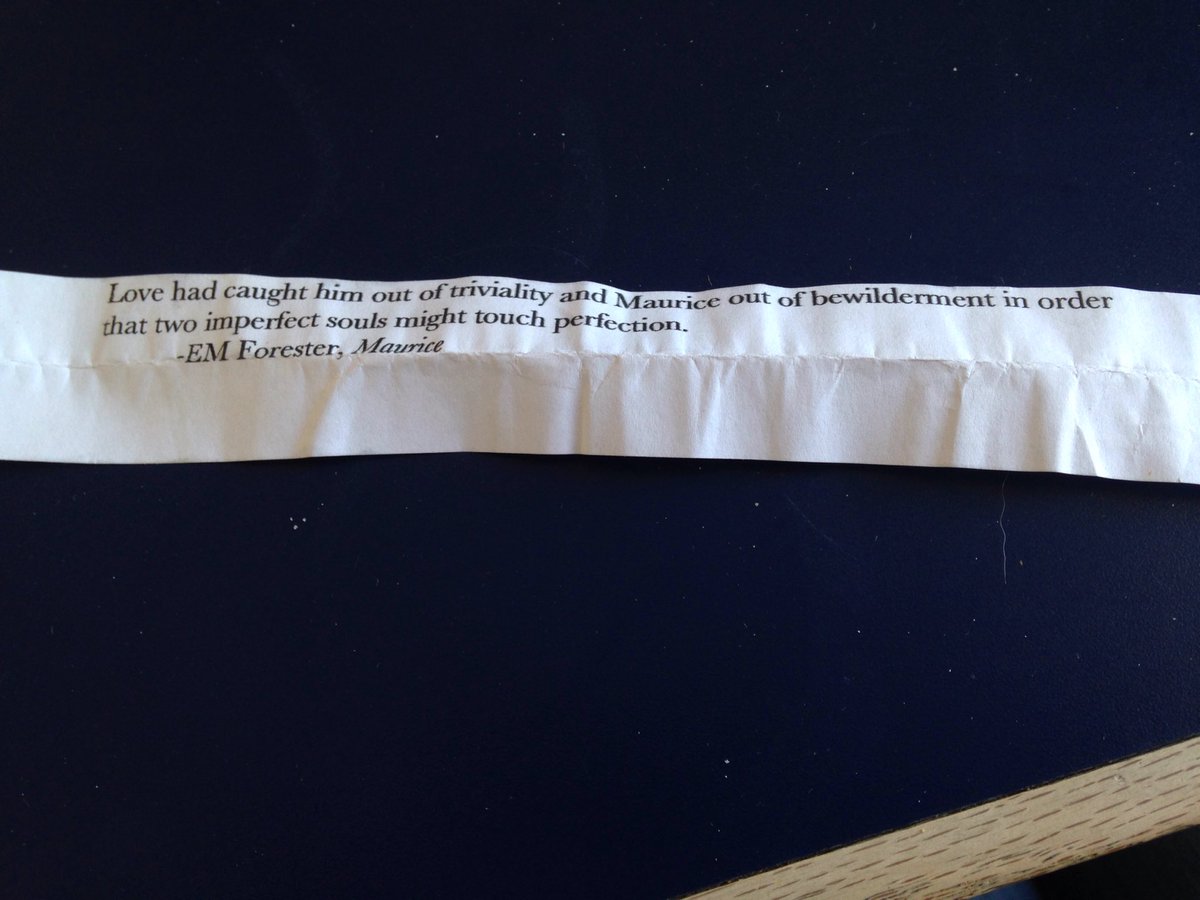 Love had caught him out of triviality and Maurice out of bewilderment in order
that two imperfect souls might touch perfection.
-EM Forester, Maurice